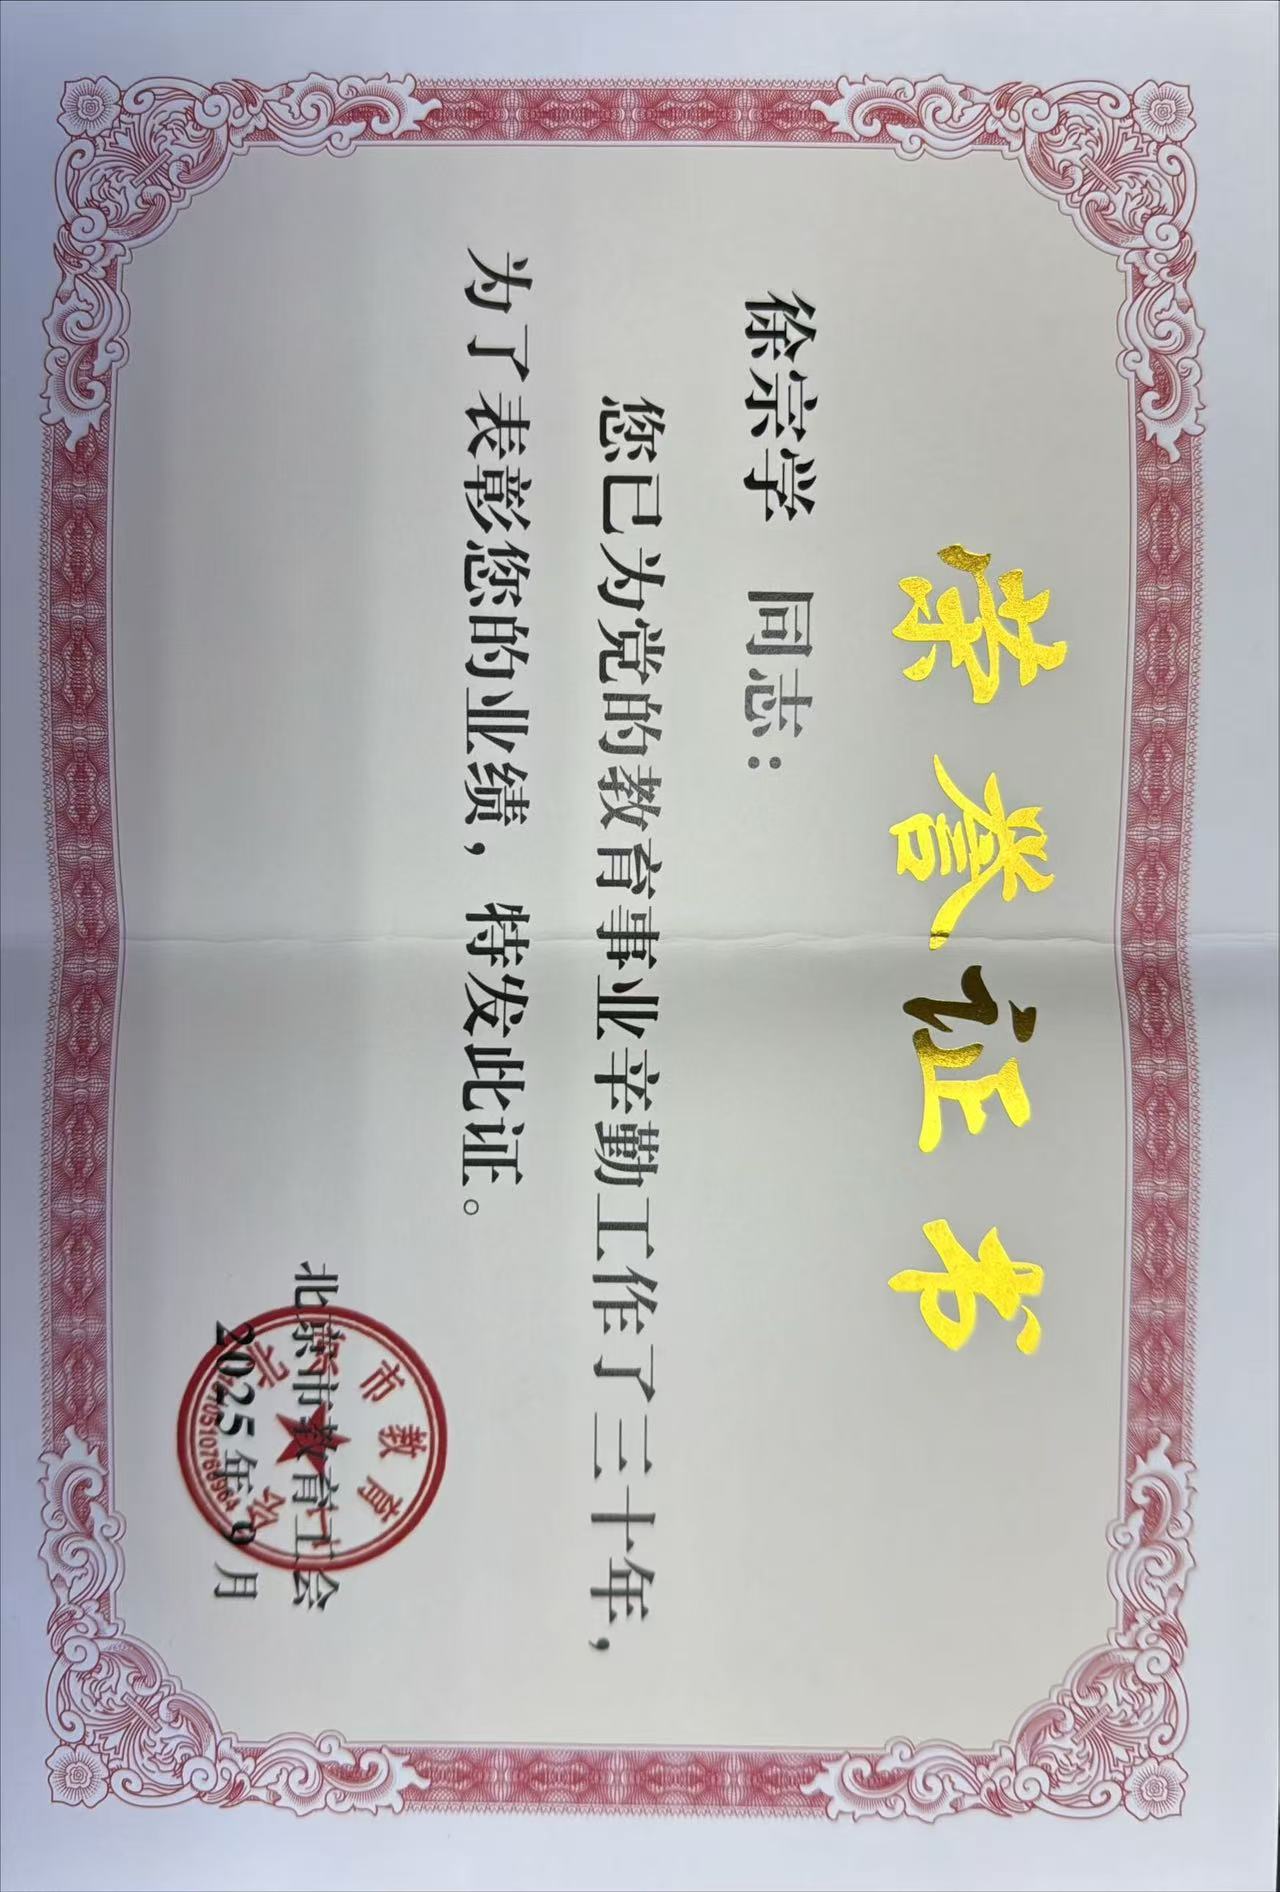 荣誉证书
徐宗学 同志：
您已为党的教育事业辛勤工作了三十年，
为了表彰您的业绩，特发此证。
北京市教育工会
2025年9月